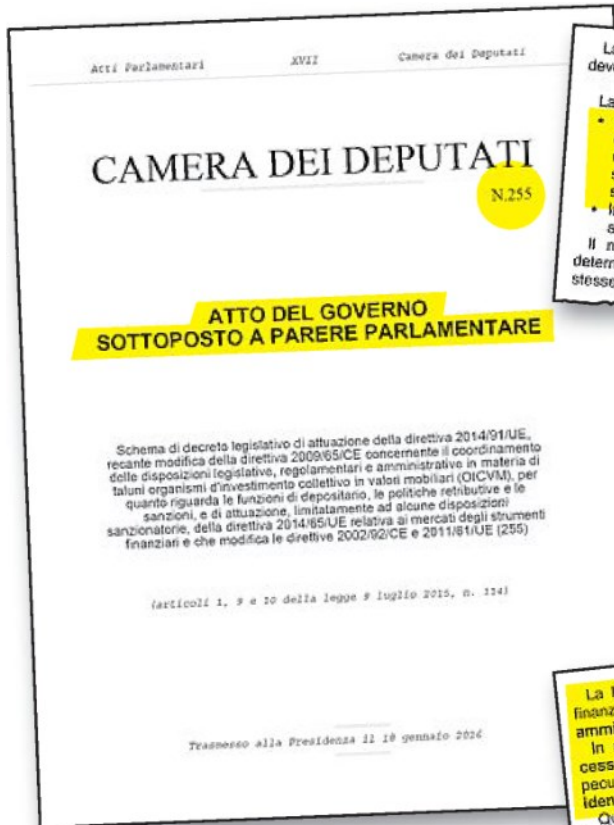 Acti Parlamentari XVII Camera dei Deputati
CAMERA DEI DEPUTATI
N.255
ATTO DEL GOVERNO
SOTTOPOSTO A PARERE PARLAMENTARE
Schema di decreto legislativo di attuazione della direttiva 2014/91/UE,
recante modifica della direttiva 2009/65/CE concernente il coordinamento
delle disposizioni legislative, regolamentari e amministrative in materia di
taluni organismi d'investimento collettivo in valori mobiliari (OICVM), per
quanto riguarda le funzioni di depositario, le politiche retributive e le
sanzioni, e di attuazione, limitatamente ad alcune disposizioni
sanzionatorie, della direttiva 2014/65/UE relativa ai mercati degli strumenti
finanziari e che modifica le direttive 2002/92/CE e 2011/61/UE (255)
(articoli 1, 9 e 10 della legge 9 luglio 2015, n. 114)
Trasmesso alla Presidenza il 18 gennaio 2016
La
deve
La
Il
determ
stesse
La
finanz
ammi
In
cess
pecu
iden